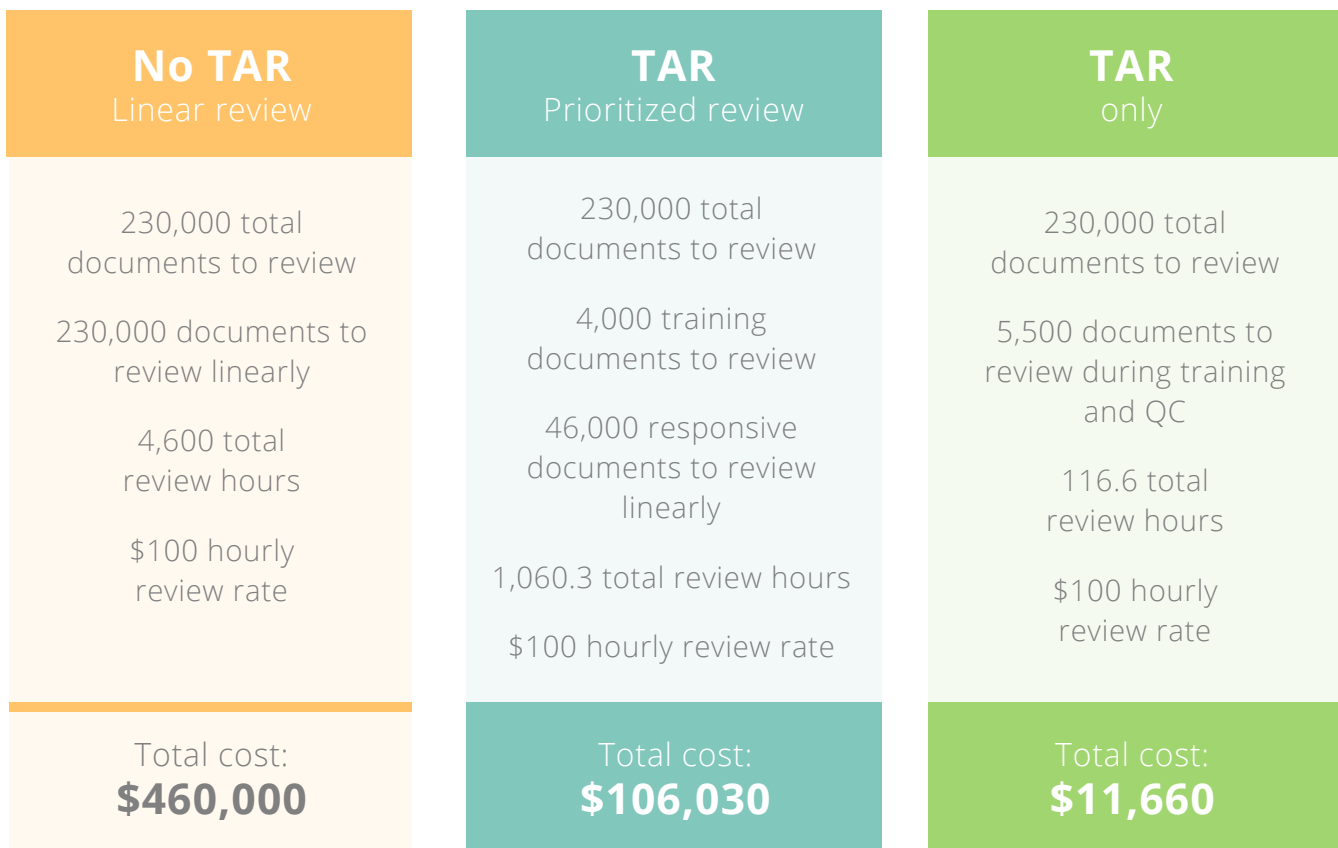 No TAR
Linear review
230,000 total
documents to review
230,000 documents to
review linearly
4,600 total
review hours
$100 hourly
review rate
Total cost:
$460,000
TAR
Prioritized review
230,000 total
documents to review
4,000 training
documents to review
46,000 responsive
documents to review
linearly
1,060.3 total review hours
$100 hourly review rate
Total cost:
$106,030
TAR
only
230,000 total
documents to review
5,500 documents to
review during training
and QC
116.6 total
review hours
$100 hourly
review rate
Total cost:
$11,660